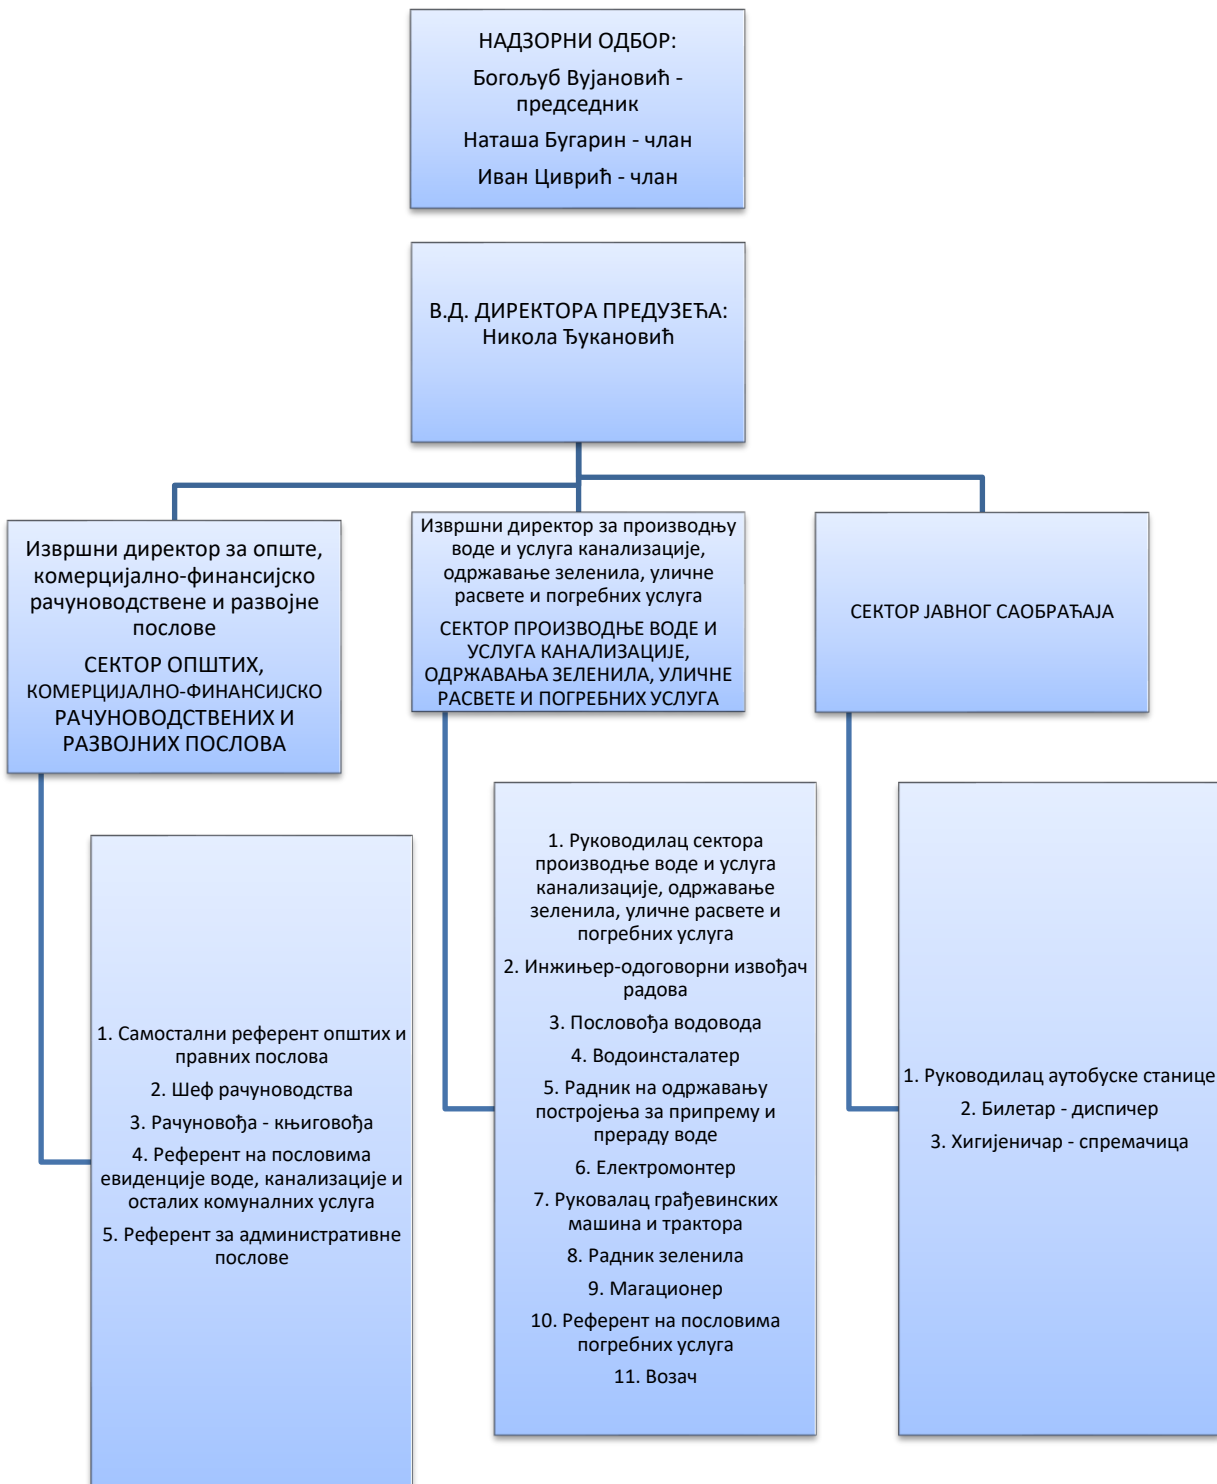 НАДЗОРНИ ОДБОР:
Богољуб Вујановић -
председник
Наташа Бугарин - члан
Иван Циврић - члан
В.Д. ДИРЕКТОРА ПРЕДУЗЕЋА:
Никола Ђукановић
Извршни директор за опште,
комерцијално-финансијско
рачуноводствене и развојне
послове
СЕКТОР ОПШТИХ,
КОМЕРЦИЈАЛНО-ФИНАНСИЈСКО
РАЧУНОВОДСТВЕНИХ И
РАЗВОЈНИХ ПОСЛОВА
Извршни директор за производњу
воде и услуга канализације,
одржавање зеленила, уличне
расвете и погребних услуга
СЕКТОР ПРОИЗВОДЊЕ ВОДЕ И
УСЛУГА КАНАЛИЗАЦИЈЕ,
ОДРЖАВАЊА ЗЕЛЕНИЛА, УЛИЧНЕ
РАСВЕТЕ И ПОГРЕБНИХ УСЛУГА
СЕКТОР ЈАВНОГ САОБРАЋАЈА
1. Самостални референт општих и
правних послова
2. Шеф рачуноводства
3. Рачуновођа - књиговођа
4. Референт на пословима
евиденције воде, канализације и
осталих комуналних услуга
5. Референт за административне
послове
1. Руководилац сектора
производње воде и услуга
канализације, одржавање
зеленила, уличне расвете и
погребних услуга
2. Инжињер-одоговорни извођач
радова
3. Пословођа водовода
4. Водоинсталатер
5. Радник на одржавању
постројења за припрему и
прераду воде
6. Електромонтер
7. Руковалац грађевинских
машина и трактора
8. Радник зеленила
9. Магационер
10. Референт на пословима
погребних услуга
11. Возач
1. Руководилац аутобуске станице
2. Билетар - диспичер
3. Хигијеничар - спремачица